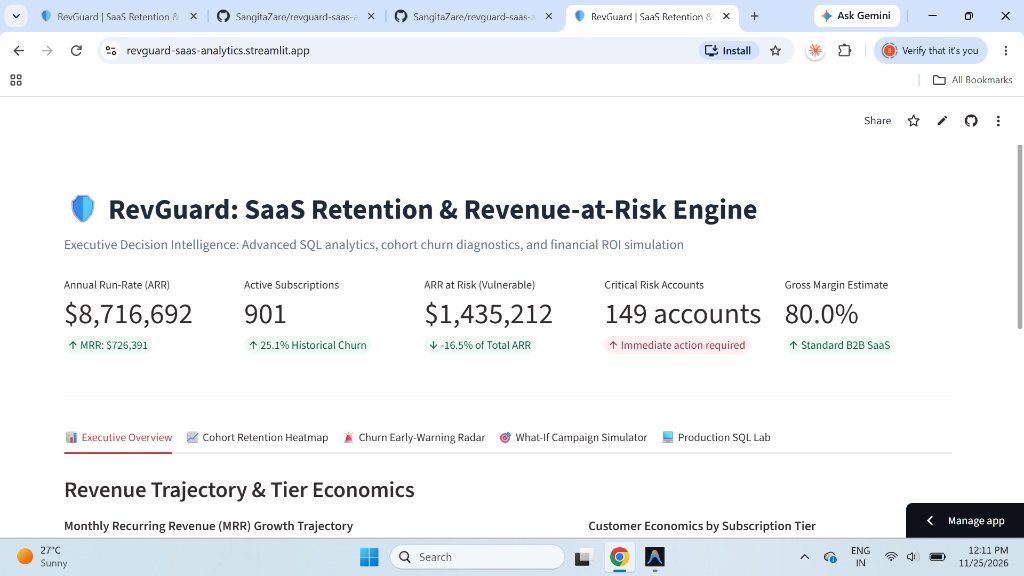 RevGuard | SaaS Retention &
SangitaZare/revguard-saas-a
SangitaZare/revguard-saas-a
RevGuard | SaaS Retention &
Ask Gemini
revguard-saas-analytics.streamlit.app
Install
Verify that it's you
All Bookmarks
Share
RevGuard: SaaS Retention & Revenue-at-Risk Engine
Executive Decision Intelligence: Advanced SQL analytics, cohort churn diagnostics, and financial ROI simulation
Annual Run-Rate (ARR)
$8,716,692
↑ MRR: $726,391
Active Subscriptions
901
↑ 25.1% Historical Churn
ARR at Risk (Vulnerable)
$1,435,212
↓ -16.5% of Total ARR
Critical Risk Accounts
149 accounts
↑ Immediate action required
Gross Margin Estimate
80.0%
↑ Standard B2B SaaS
Executive Overview
Cohort Retention Heatmap
Churn Early-Warning Radar
What-If Campaign Simulator
Production SQL Lab
Revenue Trajectory & Tier Economics
Monthly Recurring Revenue (MRR) Growth Trajectory
Customer Economics by Subscription Tier
Manage app
27°C
Sunny
Search
ENG
IN
12:11 PM
11/25/2026